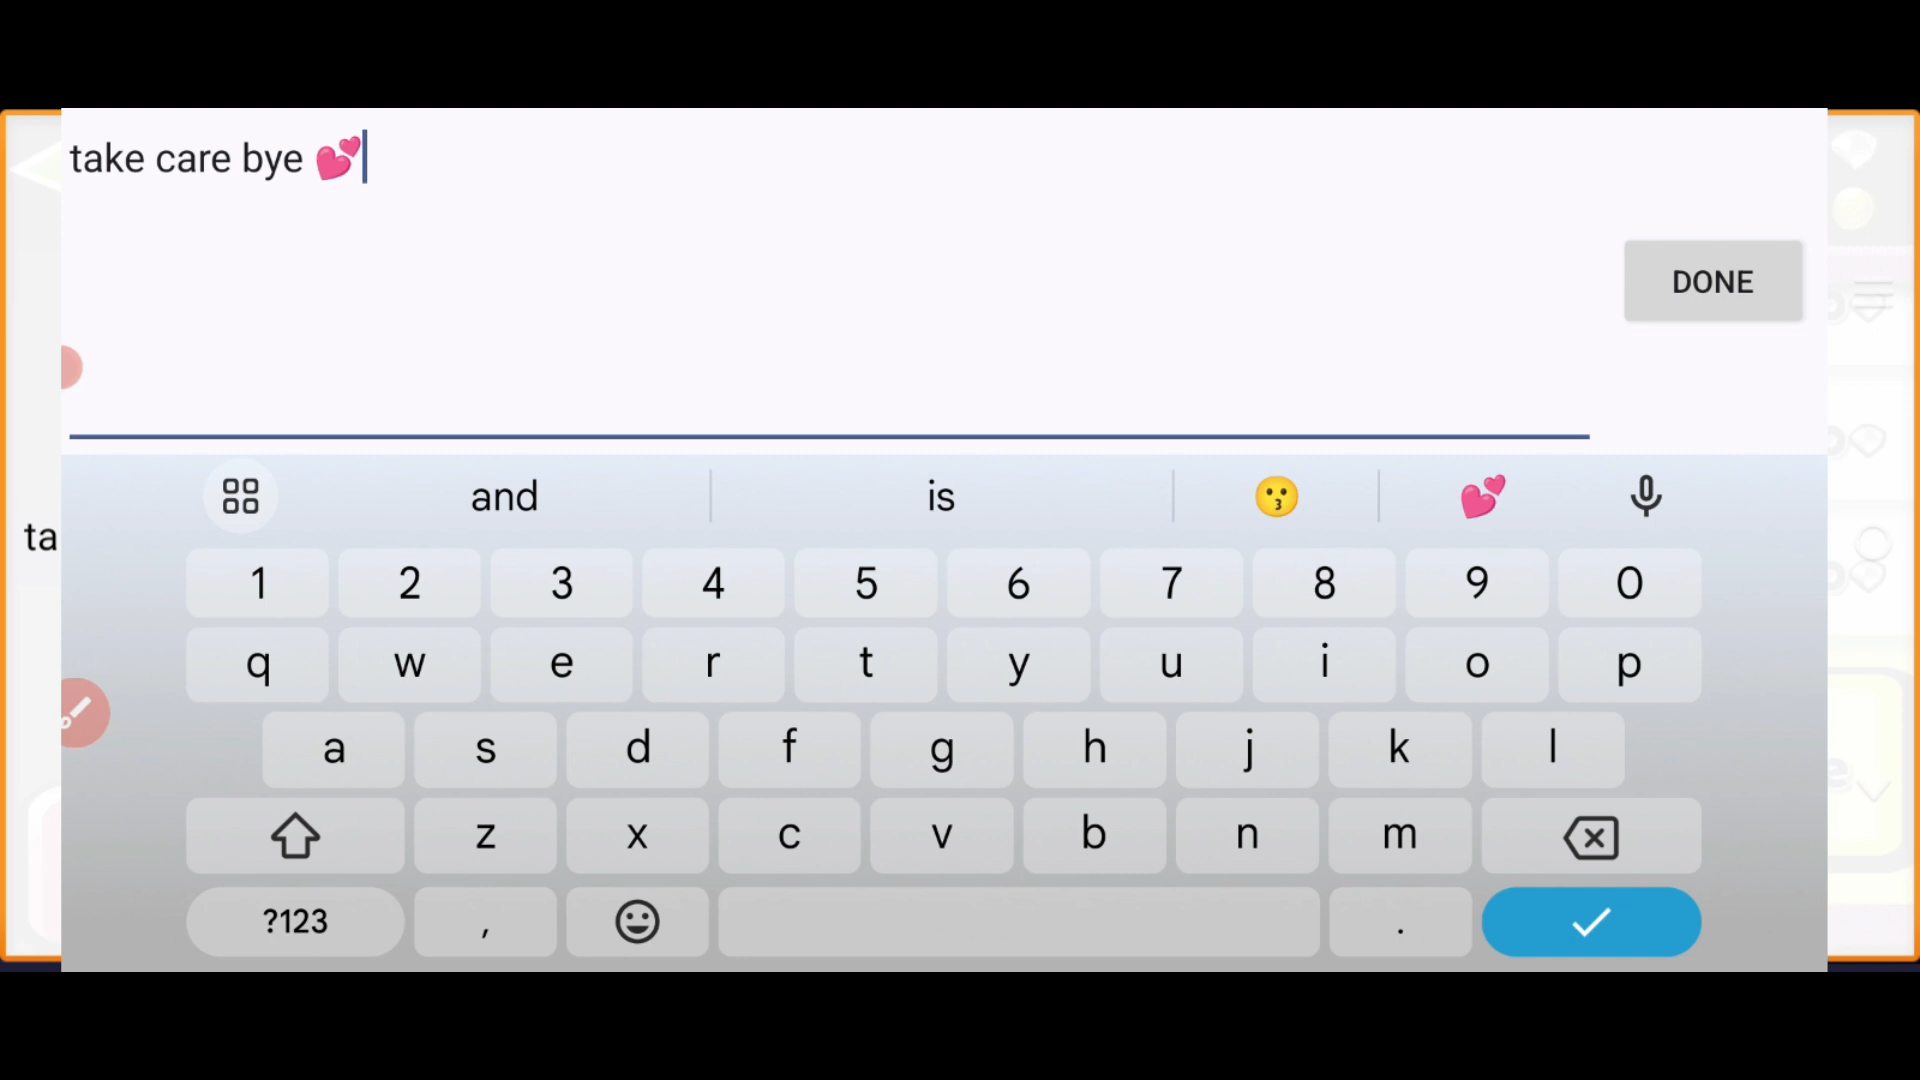 take care bye 💕
DONE
ta
and is 😗 💕
1 2 3 4 5 6 7 8 9 0
q w e r t y u i o p
a s d f g h j k l
z x c v b n m
?123 , .